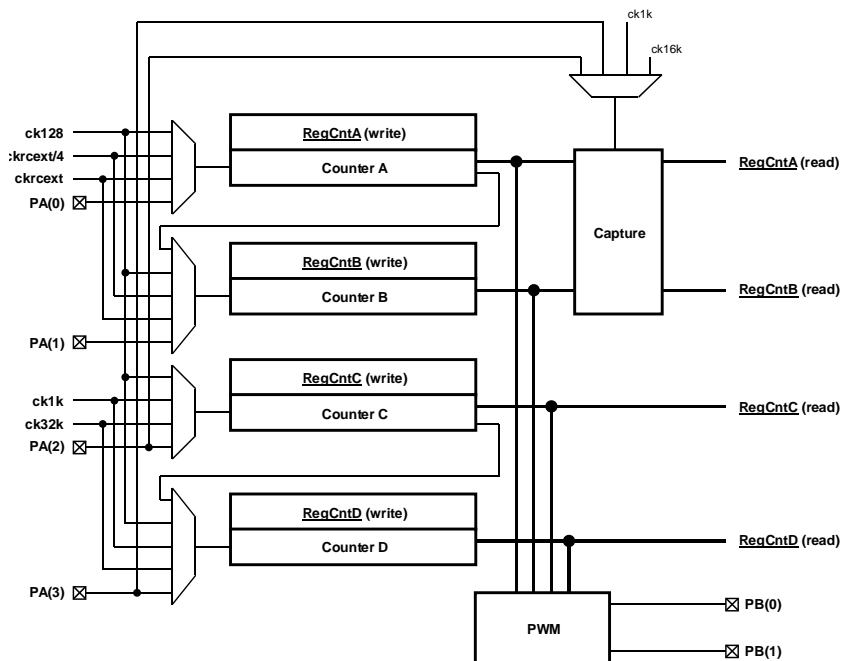 ck1k
ck16k
ck128
ckrcext/4
ckrcext
PA(0)
RegCntA (write)
Counter A
RegCntA (read)
Capture
RegCntB (write)
Counter B
RegCntB (read)
PA(1)
RegCntC (write)
Counter C
RegCntC (read)
ck1k
ck32k
PA(2)
RegCntD (write)
Counter D
RegCntD (read)
PA(3)
PWM
PB(0)
PB(1)